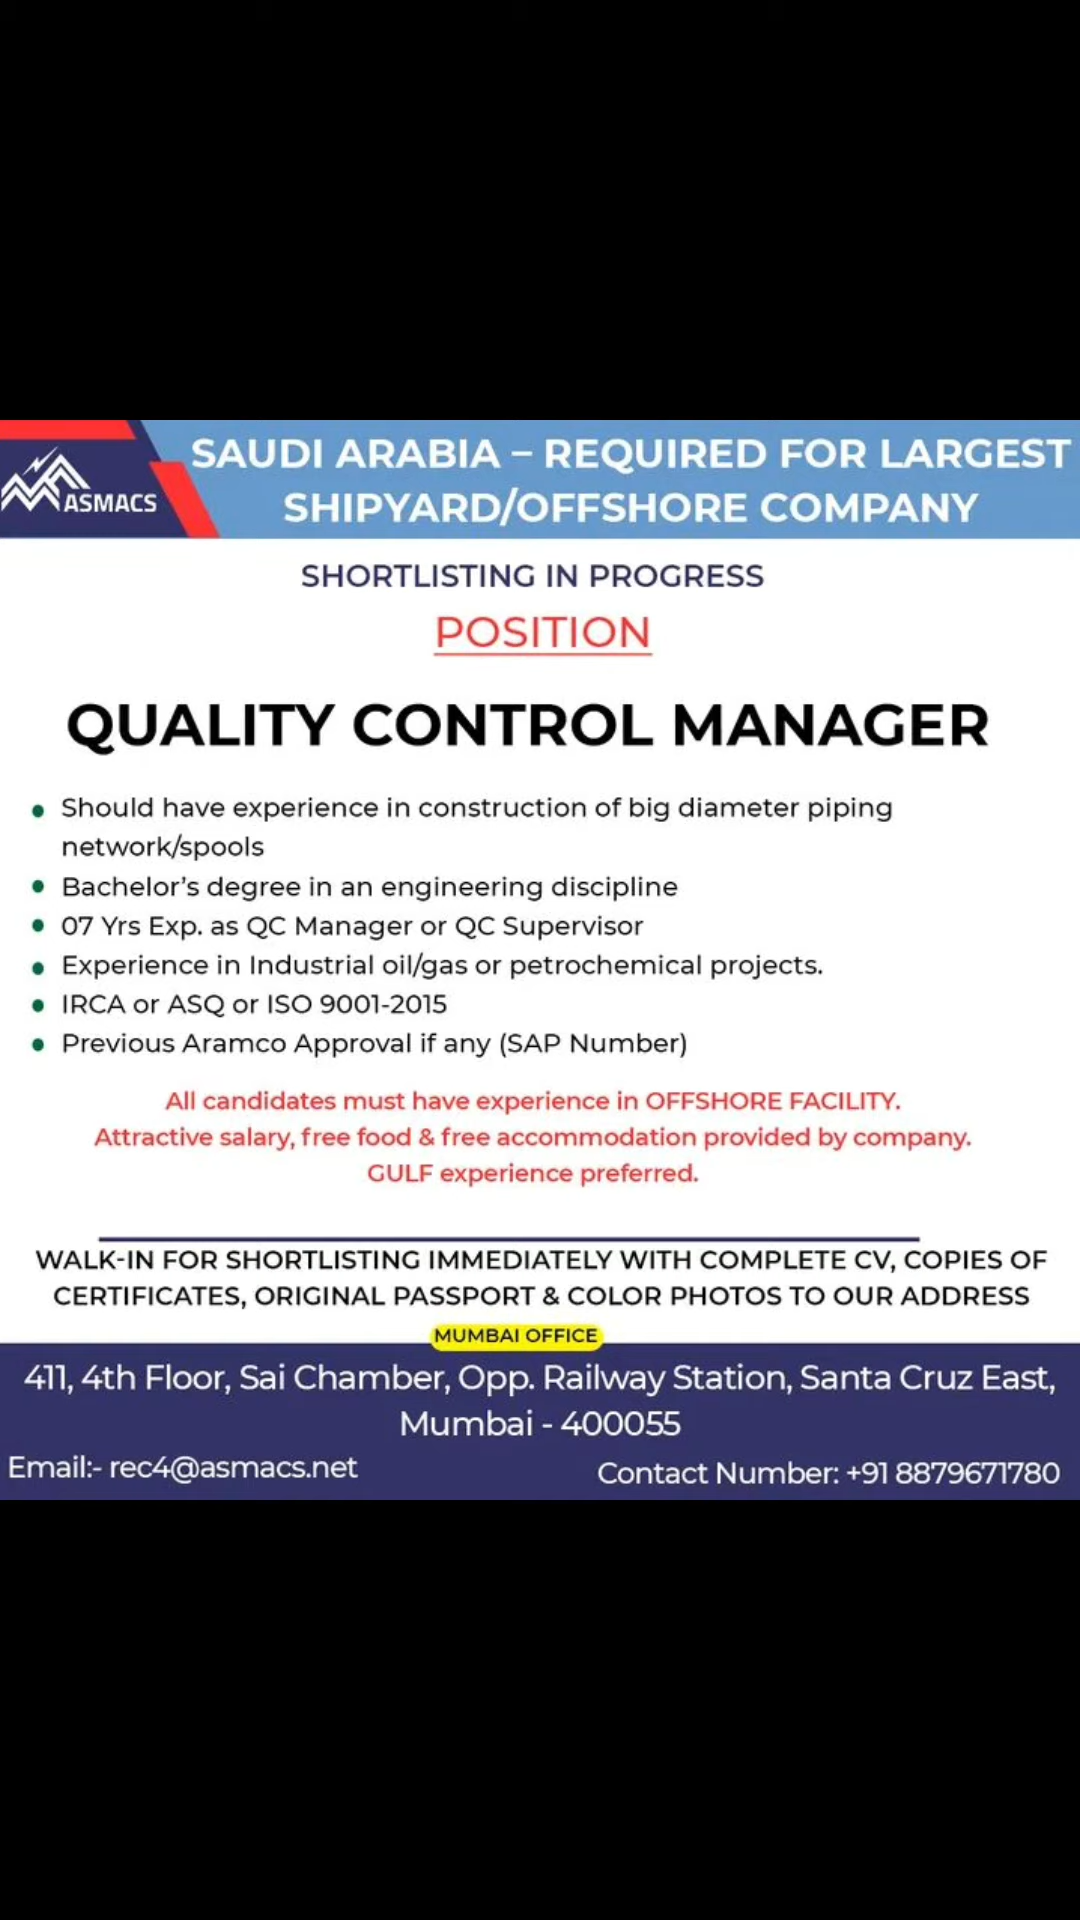 ASMACS
SAUDI ARABIA – REQUIRED FOR LARGEST
SHIPYARD/OFFSHORE COMPANY
SHORTLISTING IN PROGRESS
POSITION
QUALITY CONTROL MANAGER
• Should have experience in construction of big diameter piping
network/spools
• Bachelor's degree in an engineering discipline
• 07 Yrs Exp. as QC Manager or QC Supervisor
• Experience in Industrial oil/gas or petrochemical projects.
• IRCA or ASQ or ISO 9001-2015
• Previous Aramco Approval if any (SAP Number)
All candidates must have experience in OFFSHORE FACILITY.
Attractive salary, free food & free accommodation provided by company.
GULF experience preferred.
WALK-IN FOR SHORTLISTING IMMEDIATELY WITH COMPLETE CV, COPIES OF
CERTIFICATES, ORIGINAL PASSPORT & COLOR PHOTOS TO OUR ADDRESS
MUMBAI OFFICE
411, 4th Floor, Sai Chamber, Opp. Railway Station, Santa Cruz East,
Mumbai - 400055
Email:- rec4@asmacs.net
Contact Number: +91 8879671780